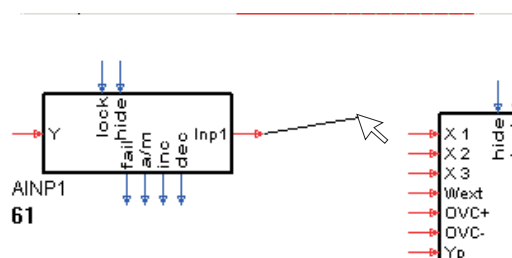 lock
hide
Y
Inp1
fail
a/m
inc
dec
AINP1
61
hide
X 1
X 2
X 3
Wext
OVC+
OVC-
Yp